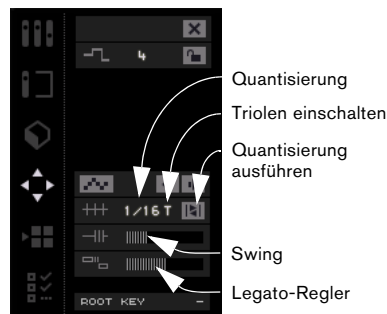 4
Quantisierung
Triolen einschalten
Quantisierung
ausführen
1/16 T
Swing
Legato-Regler
ROOT KEY –